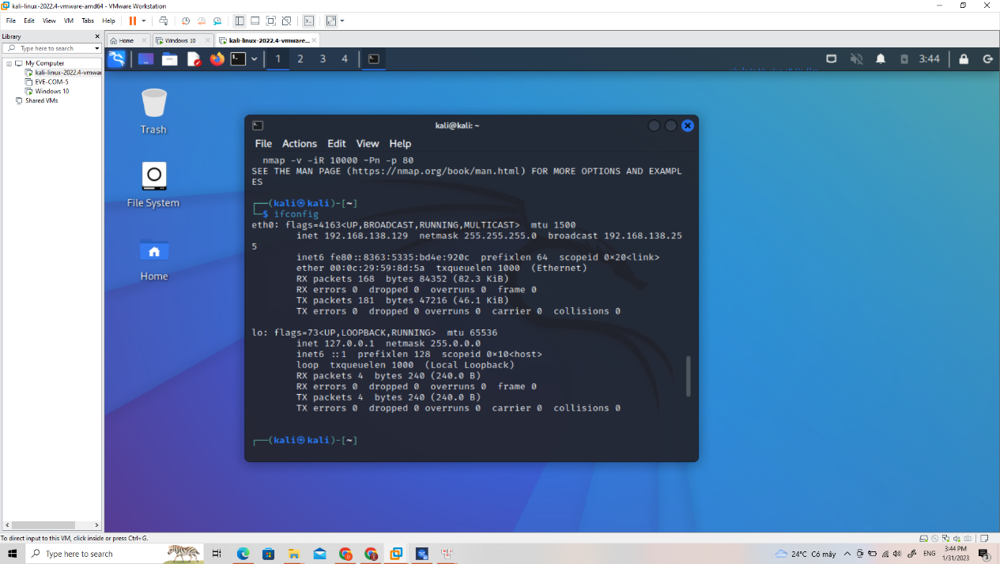 kali-linux-2022.4-vmware-amd64 - VMware Workstation
File Edit View VM Tabs Help
Library
Type here to search
My Computer
kali-linux-2022.4-vmwar
EVE-COM-5
Windows 10
Shared VMs
Home
Windows 10
kali-linux-2022.4-vmware...
1 2 3 4
3:44
Trash
File System
Home
kali@kali: ~
File Actions Edit View Help
nmap -v -iR 10000 -Pn -p 80
SEE THE MAN PAGE (https://nmap.org/book/man.html) FOR MORE OPTIONS AND EXAMPL
ES
┌──(kali㉿kali)-[~]
└─$ ifconfig
eth0: flags=4163<UP,BROADCAST,RUNNING,MULTICAST>  mtu 1500
inet 192.168.138.129  netmask 255.255.255.0  broadcast 192.168.138.25
5
inet6 fe80::8363:5335:bd4e:920c  prefixlen 64  scopeid 0×20<link>
ether 00:0c:29:59:8d:5a  txqueuelen 1000  (Ethernet)
RX packets 168  bytes 84352 (82.3 KiB)
RX errors 0  dropped 0  overruns 0  frame 0
TX packets 181  bytes 47216 (46.1 KiB)
TX errors 0  dropped 0 overruns 0  carrier 0  collisions 0
lo: flags=73<UP,LOOPBACK,RUNNING>  mtu 65536
inet 127.0.0.1  netmask 255.0.0.0
inet6 ::1  prefixlen 128  scopeid 0×10<host>
loop  txqueuelen 1000  (Local Loopback)
RX packets 4  bytes 240 (240.0 B)
RX errors 0  dropped 0  overruns 0  frame 0
TX packets 4  bytes 240 (240.0 B)
TX errors 0  dropped 0 overruns 0  carrier 0  collisions 0
┌──(kali㉿kali)-[~]
To direct input to this VM, click inside or press Ctrl+G.
Type here to search
24°C Có mây
ENG
3:44 PM
1/31/2023
3